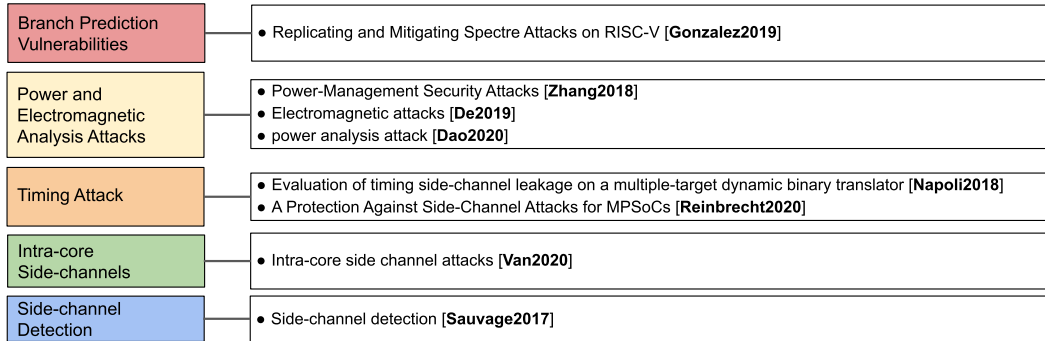 Branch Prediction
Vulnerabilities
● Replicating and Mitigating Spectre Attacks on RISC-V [Gonzalez2019]
Power and
Electromagnetic
Analysis Attacks
● Power-Management Security Attacks [Zhang2018]
● Electromagnetic attacks [De2019]
● power analysis attack [Dao2020]
Timing Attack
● Evaluation of timing side-channel leakage on a multiple-target dynamic binary translator [Napoli2018]
● A Protection Against Side-Channel Attacks for MPSoCs [Reinbrecht2020]
Intra-core
Side-channels
● Intra-core side channel attacks [Van2020]
Side-channel
Detection
● Side-channel detection [Sauvage2017]